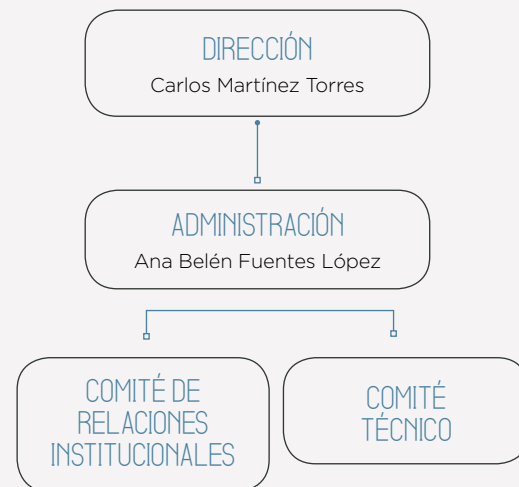 DIRECCIÓN
Carlos Martínez Torres
ADMINISTRACIÓN
Ana Belén Fuentes López
COMITÉ DE
RELACIONES
INSTITUCIONALES
COMITÉ
TÉCNICO